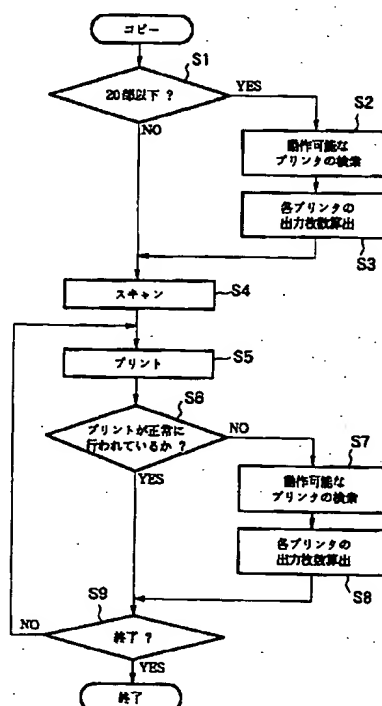 コピー
S1
20部以下 ?
YES
NO
S2
動作可能な
プリンタの検索
各プリンタの
出力枚数算出
S3
スキャン
S4
プリント
S5
S6
プリントが正常に
行われているか ?
NO
YES
S7
動作可能な
プリンタの検索
各プリンタの
出力枚数算出
S8
S9
NO
終了 ?
YES
終了